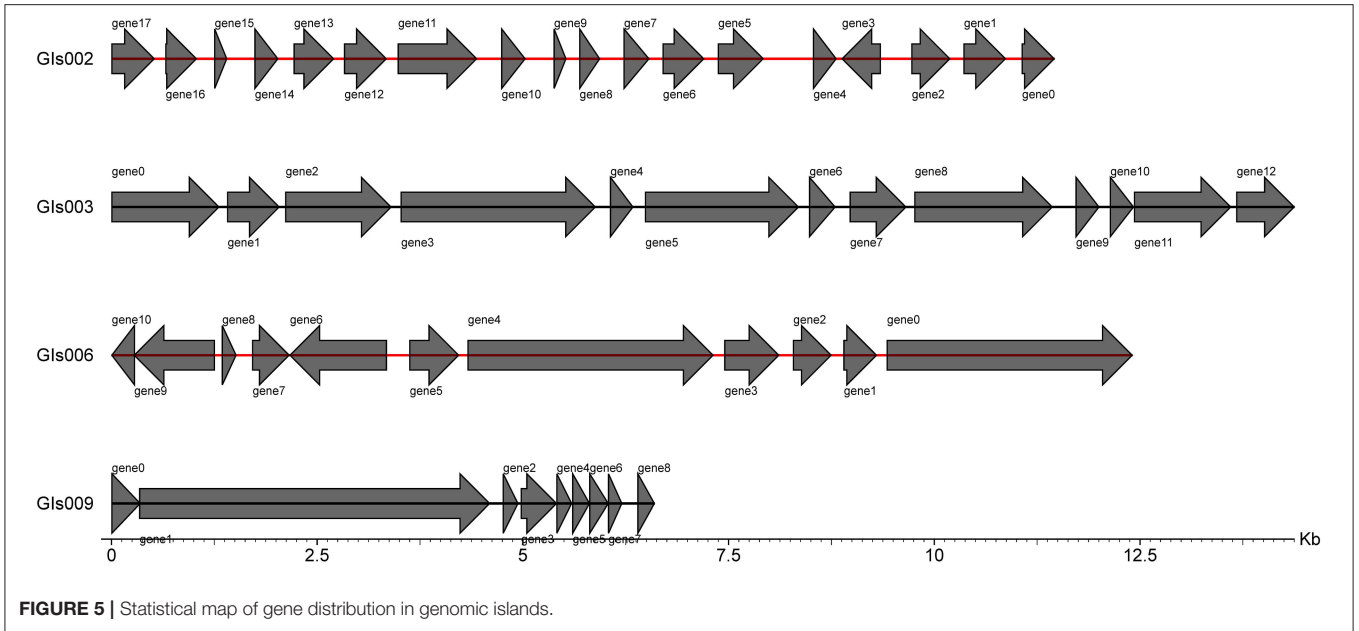 gene17 gene15 gene13 gene11 gene9 gene7 gene5 gene3 gene1
GIs002
gene16 gene14 gene12 gene10 gene8 gene6 gene4 gene2 gene0
gene0 gene2 gene4 gene6 gene8 gene10 gene12
GIs003
gene1 gene3 gene5 gene7 gene9 gene11
gene10 gene8 gene6 gene4 gene2 gene0
GIs006
gene9 gene7 gene5 gene3 gene1
gene0 gene2 gene4 gene6 gene8
GIs009
gene1 gene3 gene5 gene7
Kb
0 2.5 5 7.5 10 12.5
FIGURE 5 | Statistical map of gene distribution in genomic islands.